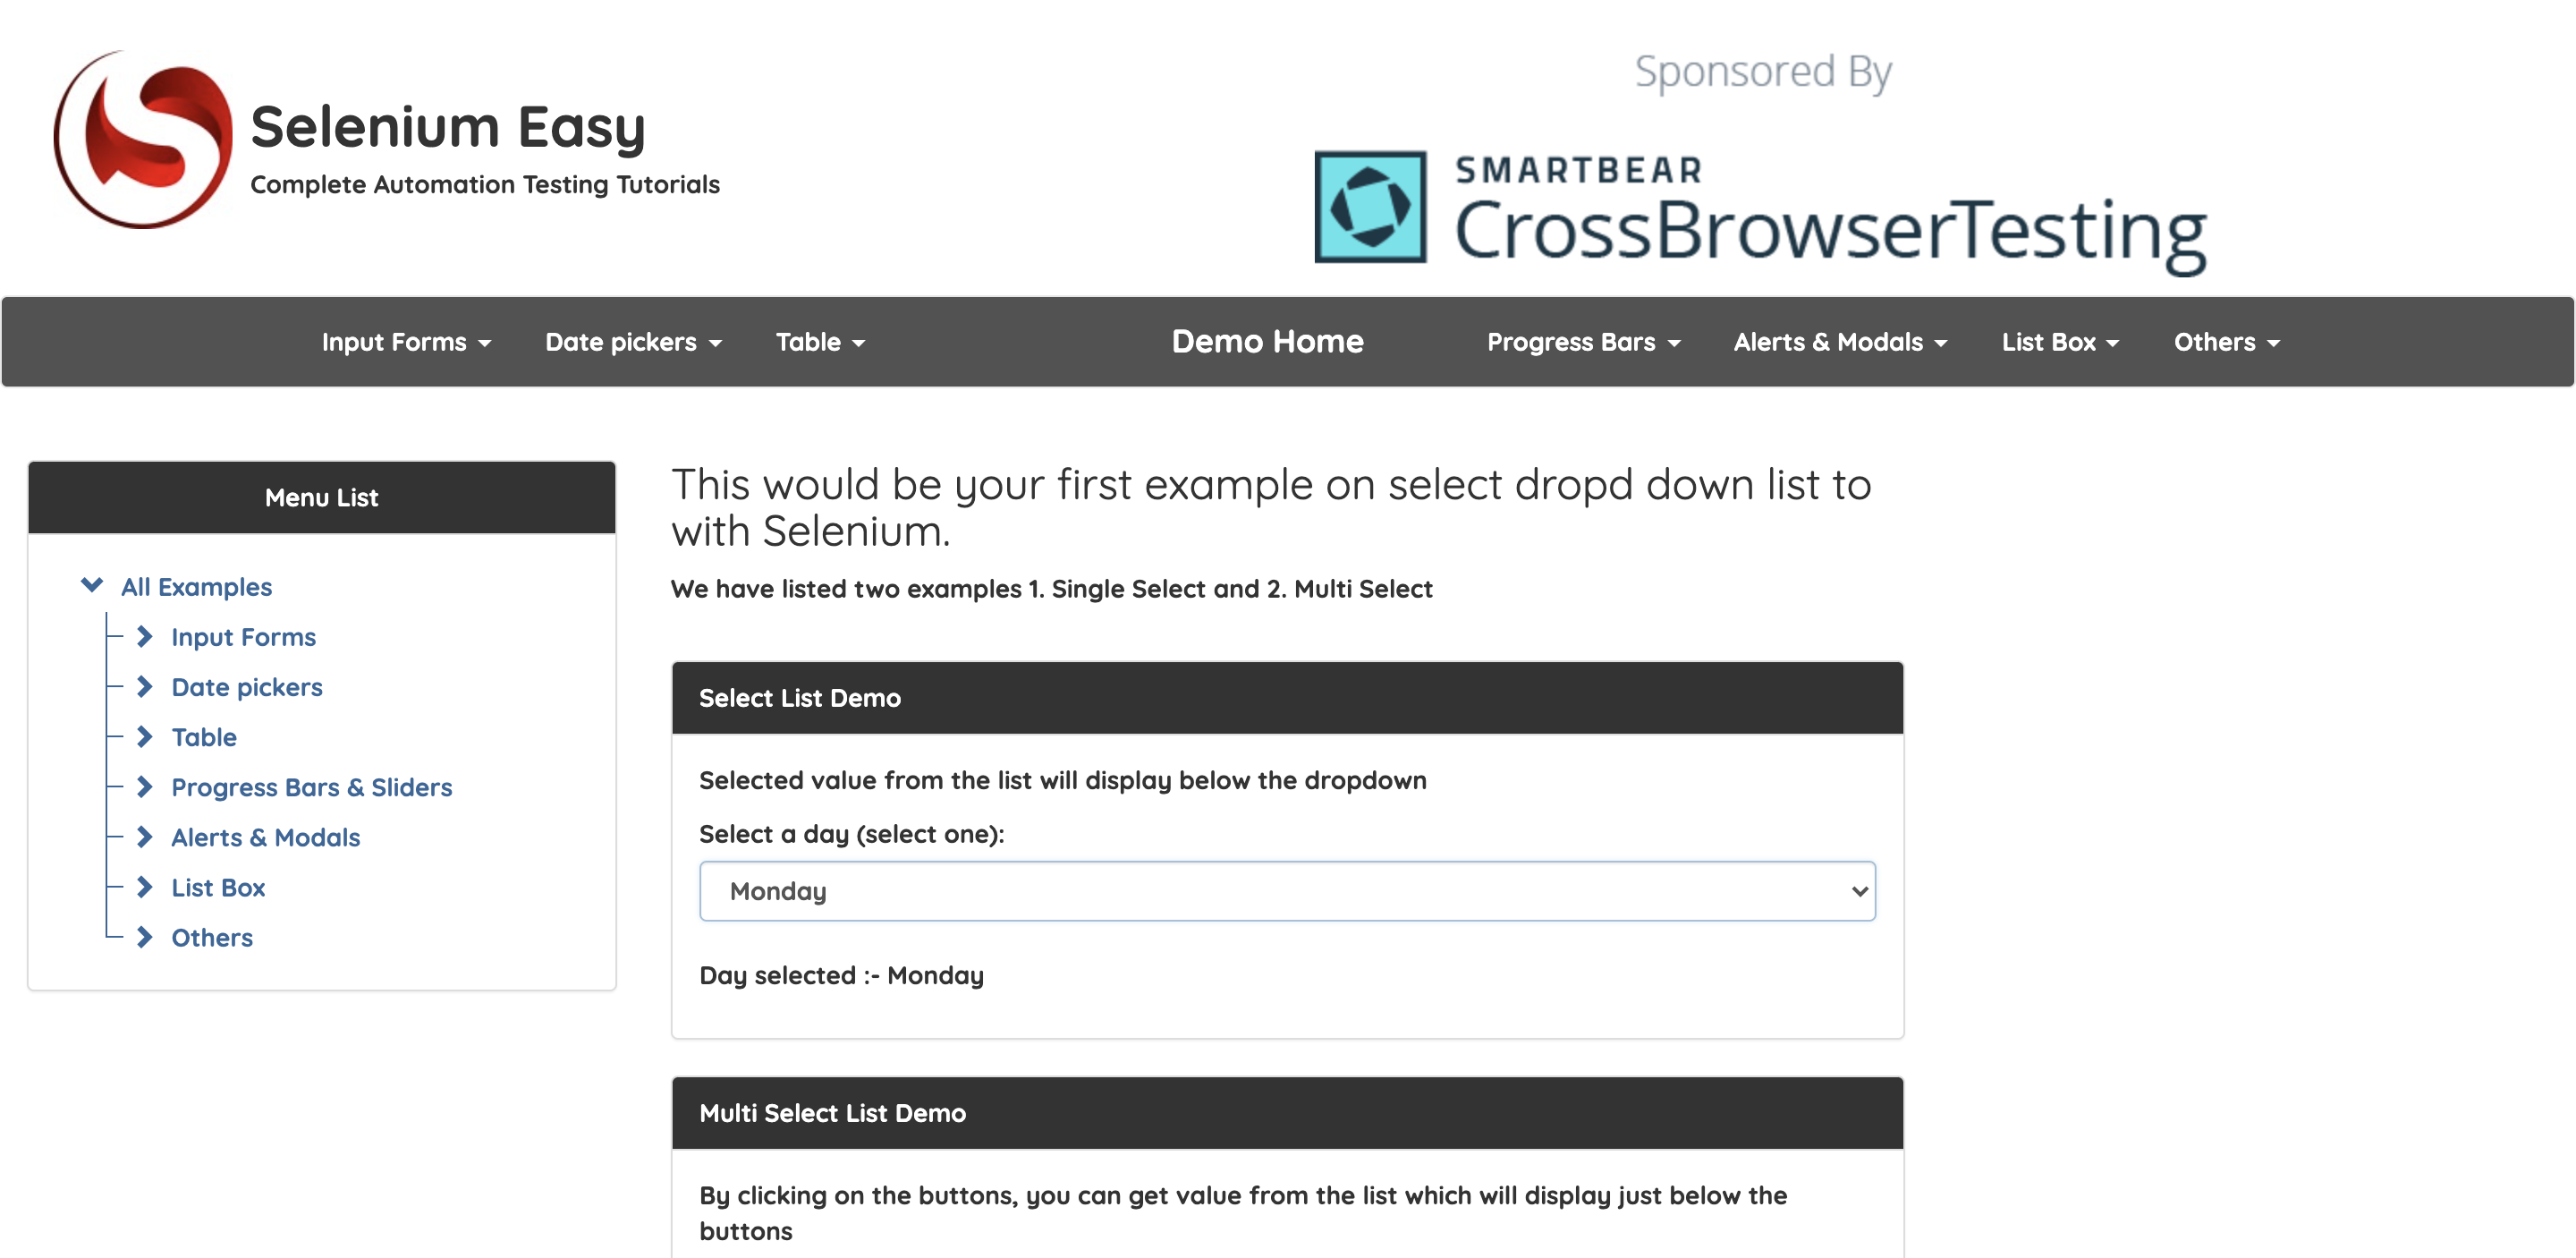 Selenium Easy
Complete Automation Testing Tutorials
Sponsored By
SMARTBEAR
CrossBrowserTesting
Input Forms
Date pickers
Table
Demo Home
Progress Bars
Alerts & Modals
List Box
Others
Menu List
All Examples
Input Forms
Date pickers
Table
Progress Bars & Sliders
Alerts & Modals
List Box
Others
This would be your first example on select dropd down list to
with Selenium.
We have listed two examples 1. Single Select and 2. Multi Select
Select List Demo
Selected value from the list will display below the dropdown
Select a day (select one):
Monday
Day selected :- Monday
Multi Select List Demo
By clicking on the buttons, you can get value from the list which will display just below the
buttons